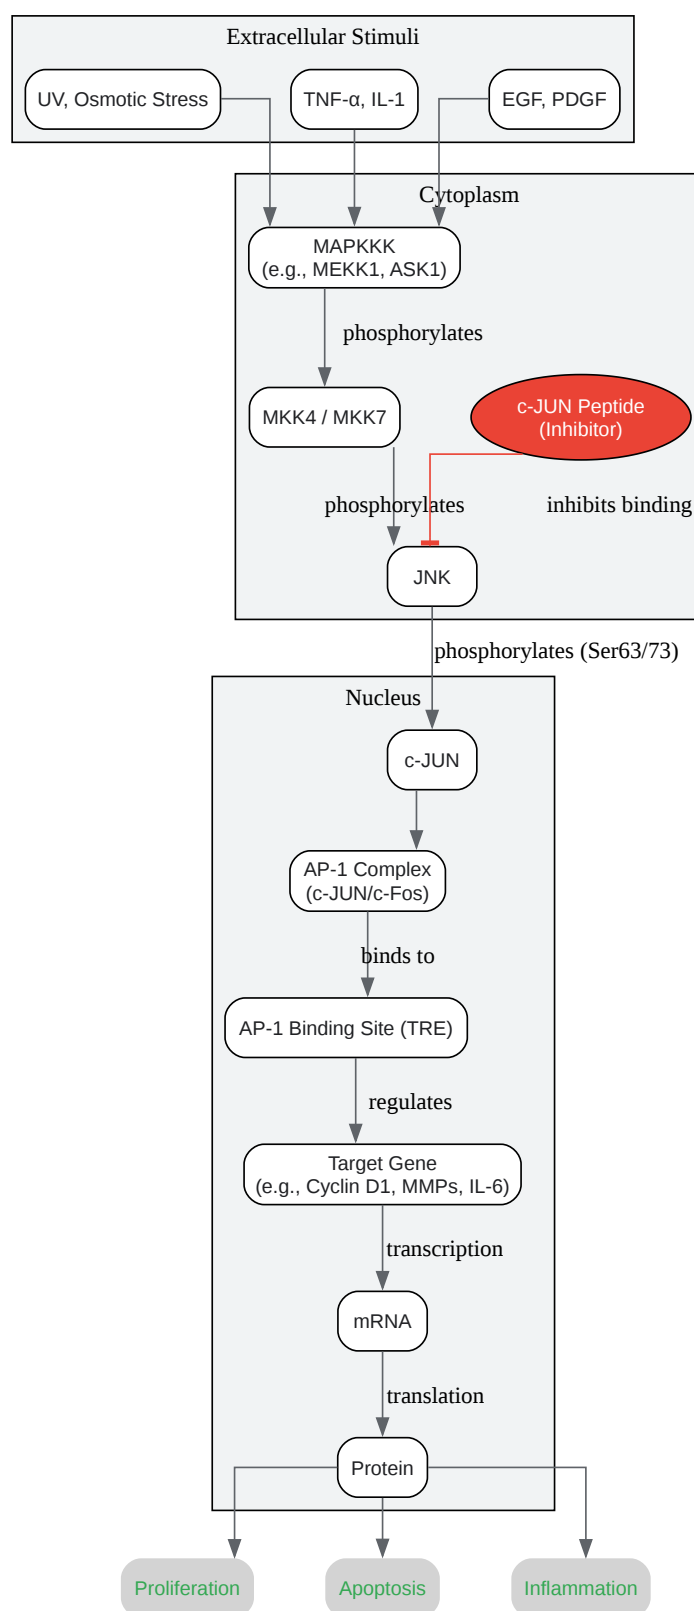 Extracellular Stimuli
UV, Osmotic Stress
TNF-α, IL-1
EGF, PDGF
Cytoplasm
MAPKKK
(e.g., MEKK1, ASK1)
phosphorylates
MKK4 / MKK7
c-JUN Peptide
(Inhibitor)
phosphorylates
inhibits binding
JNK
phosphorylates (Ser63/73)
Nucleus
c-JUN
AP-1 Complex
(c-JUN/c-Fos)
binds to
AP-1 Binding Site (TRE)
regulates
Target Gene
(e.g., Cyclin D1, MMPs, IL-6)
transcription
mRNA
translation
Protein
Proliferation
Apoptosis
Inflammation